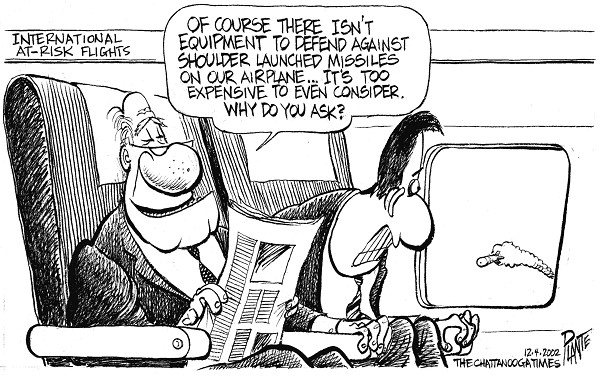 INTERNATIONAL
AT-RISK FLIGHTS
OF COURSE THERE ISN'T
EQUIPMENT TO DEFEND AGAINST
SHOULDER LAUNCHED MISSILES
ON OUR AIRPLANE... IT'S TOO
EXPENSIVE TO EVEN CONSIDER.
WHY DO YOU ASK?
PLANTE
12.4.2002
THE CHATTANOOGA TIMES